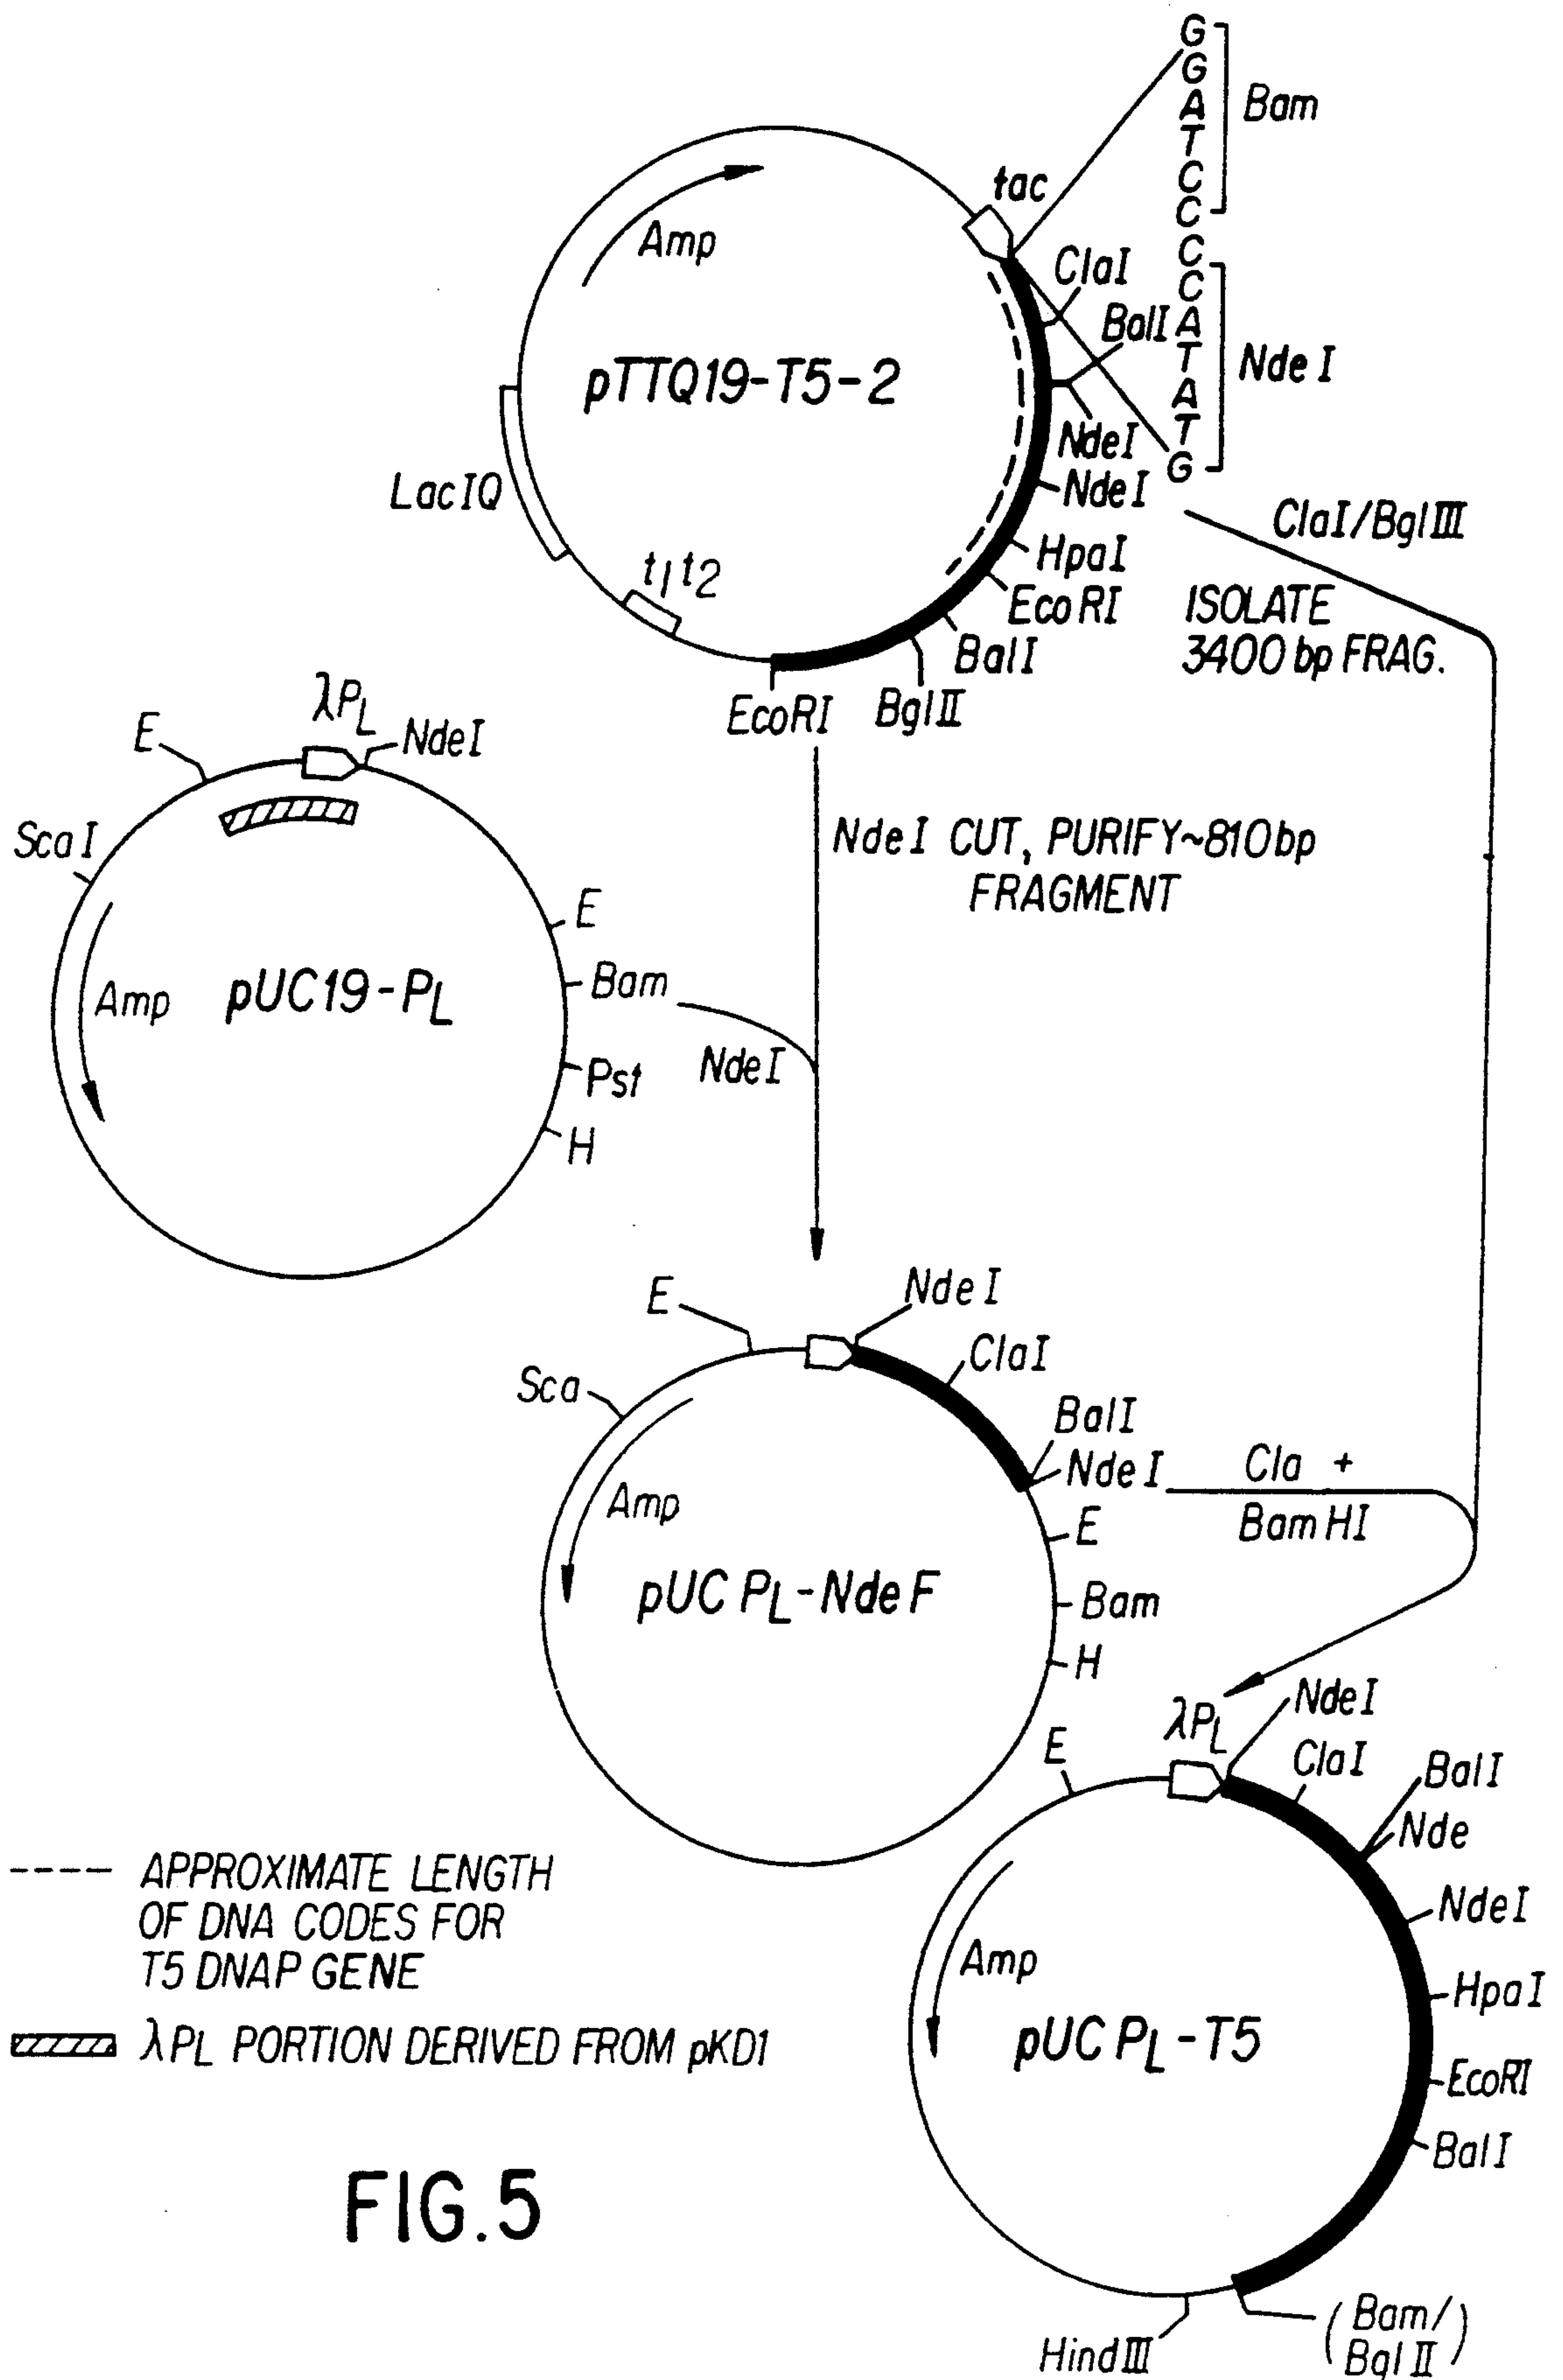 G
G
A
T
C
C
C
C
A
T
A
T
G
Bam
Nde I
tac
Amp
ClaI
BalI
pTTQ19-T5-2
NdeI
NdeI
LacIQ
HpaI
t1 t2
EcoRI
BalI
BglII
EcoRI
ClaI/BglIII
ISOLATE
3400 bp FRAG.
λPL
E
NdeI
ScaI
E
Amp
pUC19-PL
Bam
Pst
H
NdeI CUT, PURIFY~810bp
FRAGMENT
NdeI
E
NdeI
ClaI
Sca
BalI
NdeI
Cla +
BamHI
Amp
E
pUC PL-Nde F
Bam
H
λPL
NdeI
E
ClaI
BalI
Nde
NdeI
Amp
HpaI
pUC PL-T5
EcoRI
BalI
HindIII
(Bam/
BglII)
---- APPROXIMATE LENGTH
OF DNA CODES FOR
T5 DNAP GENE
λPL PORTION DERIVED FROM pKD1
FIG.5